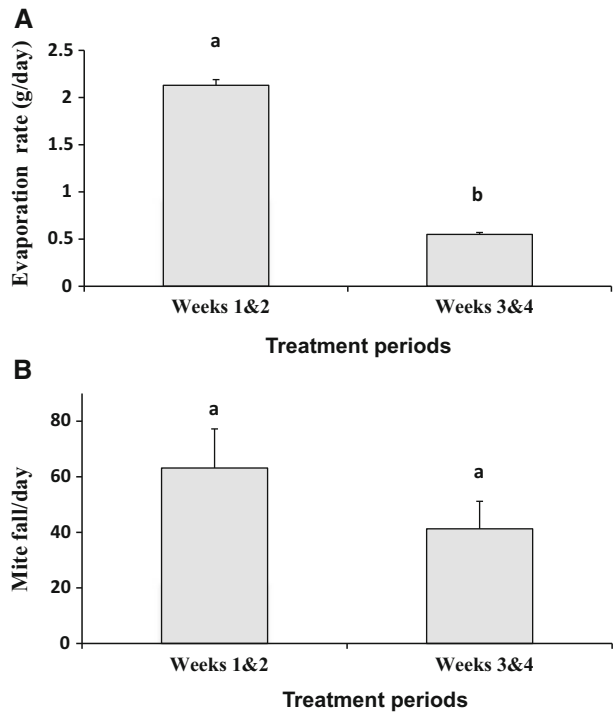 A
a
2.5
2
1.5
1
0.5
0
Evaporation rate (g/day)
b
Weeks 1&2 Weeks 3&4
Treatment periods
B
a
80
60
40
20
0
Mite fall/day
a
Weeks 1&2 Weeks 3&4
Treatment periods